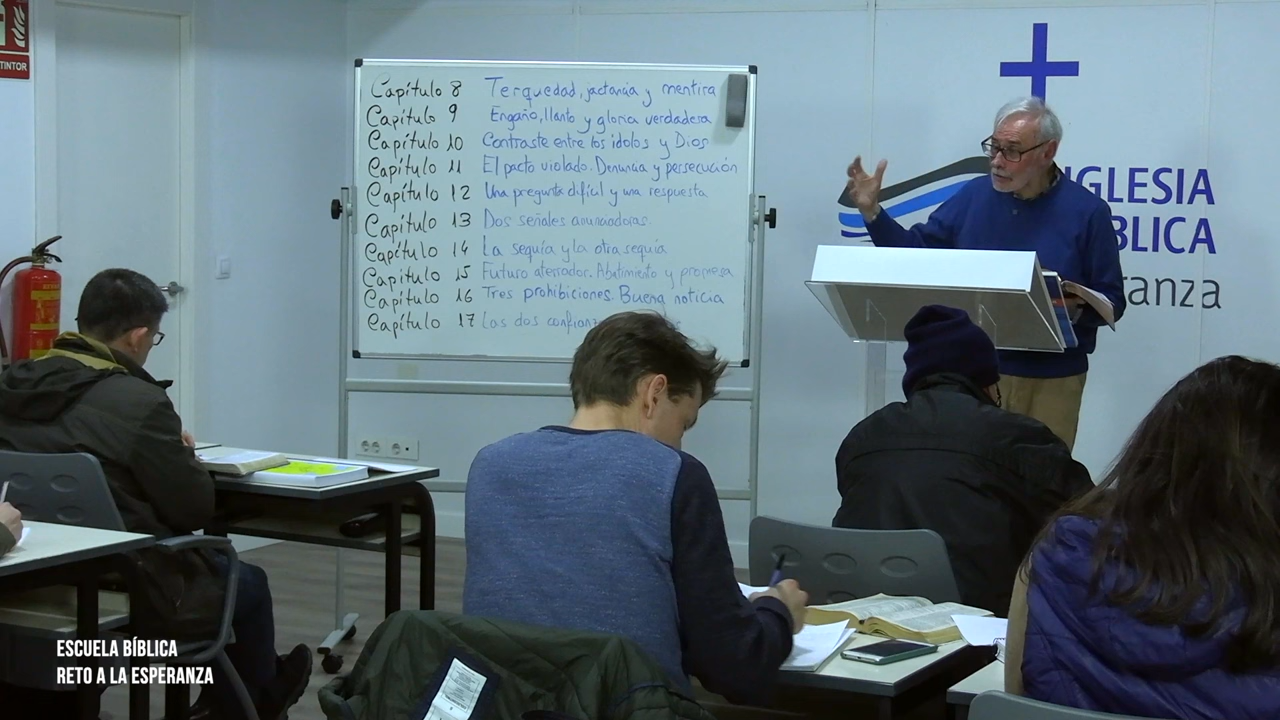 TINTOR
Capítulo 8 Terquedad, jactancia y mentira
Capítulo 9 Engaño, llanto y gloria verdadera
Capítulo 10 Contraste entre los ídolos y Dios
Capítulo 11 El pacto violado. Denuncia y persecución
Capítulo 12 Una pregunta difícil y una respuesta
Capítulo 13 Dos señales anunciadoras.
Capítulo 14 La sequía y la otra sequía
Capítulo 15 Futuro aterrador. Abatimiento y promesa
Capítulo 16 Tres prohibiciones. Buena noticia
Capítulo 17 Las dos confianz
IGLESIA
BLICA
ranza
ESCUELA BÍBLICA
RETO A LA ESPERANZA